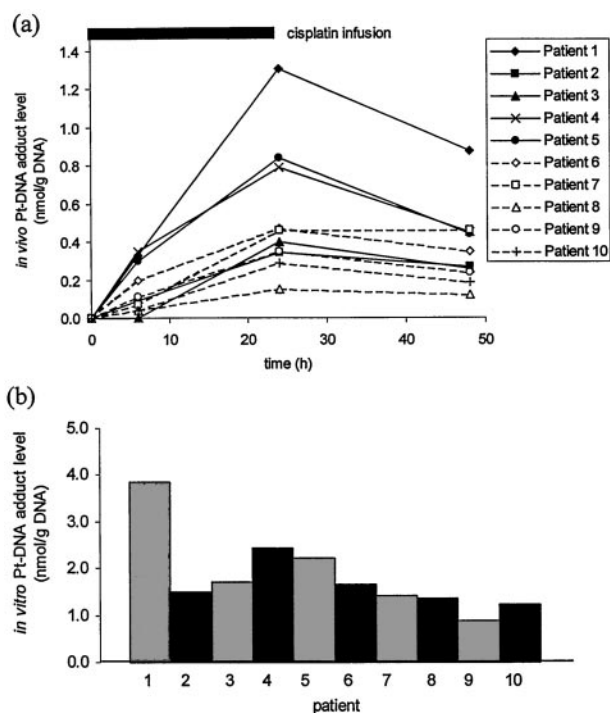 (a)
cisplatin infusion
in vivo Pt-DNA adduct level
(nmol/g DNA)
1.4
1.2
1.0
0.8
0.6
0.4
0.2
0.0
0
10
20
30
40
50
time (h)
Patient 1
Patient 2
Patient 3
Patient 4
Patient 5
Patient 6
Patient 7
Patient 8
Patient 9
Patient 10
(b)
in vitro Pt-DNA adduct level
(nmol/g DNA)
5.0
4.0
3.0
2.0
1.0
0.0
1 2 3 4 5 6 7 8 9 10
patient